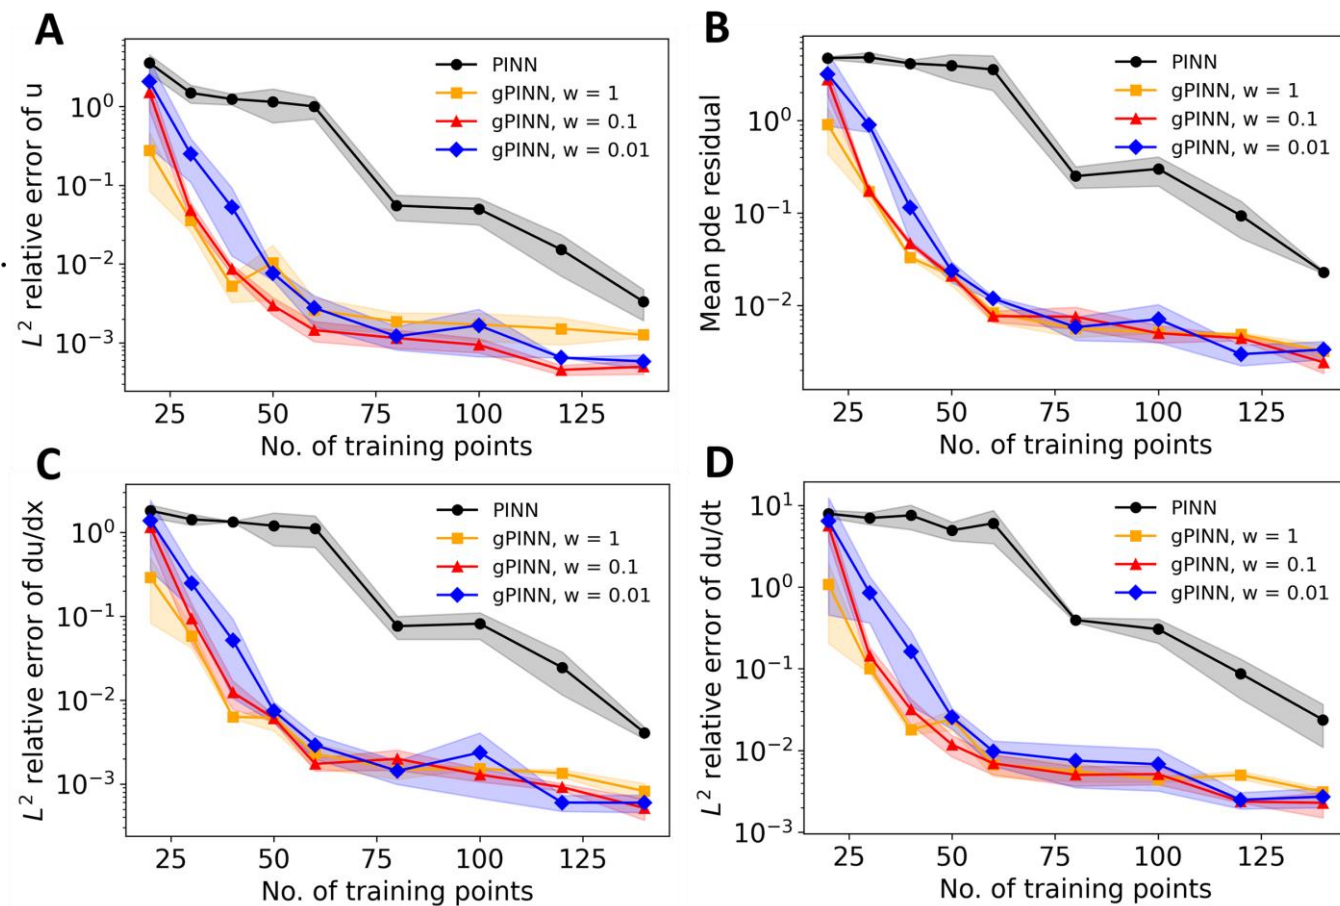 A
L² relative error of u
10⁰
10⁻¹
10⁻²
10⁻³
PINN
gPINN, w = 1
gPINN, w = 0.1
gPINN, w = 0.01
25 50 75 100 125
No. of training points
B
Mean pde residual
10⁰
10⁻¹
10⁻²
PINN
gPINN, w = 1
gPINN, w = 0.1
gPINN, w = 0.01
25 50 75 100 125
No. of training points
C
L² relative error of du/dx
10⁰
10⁻¹
10⁻²
10⁻³
PINN
gPINN, w = 1
gPINN, w = 0.1
gPINN, w = 0.01
25 50 75 100 125
No. of training points
D
L² relative error of du/dt
10¹
10⁰
10⁻¹
10⁻²
10⁻³
PINN
gPINN, w = 1
gPINN, w = 0.1
gPINN, w = 0.01
25 50 75 100 125
No. of training points